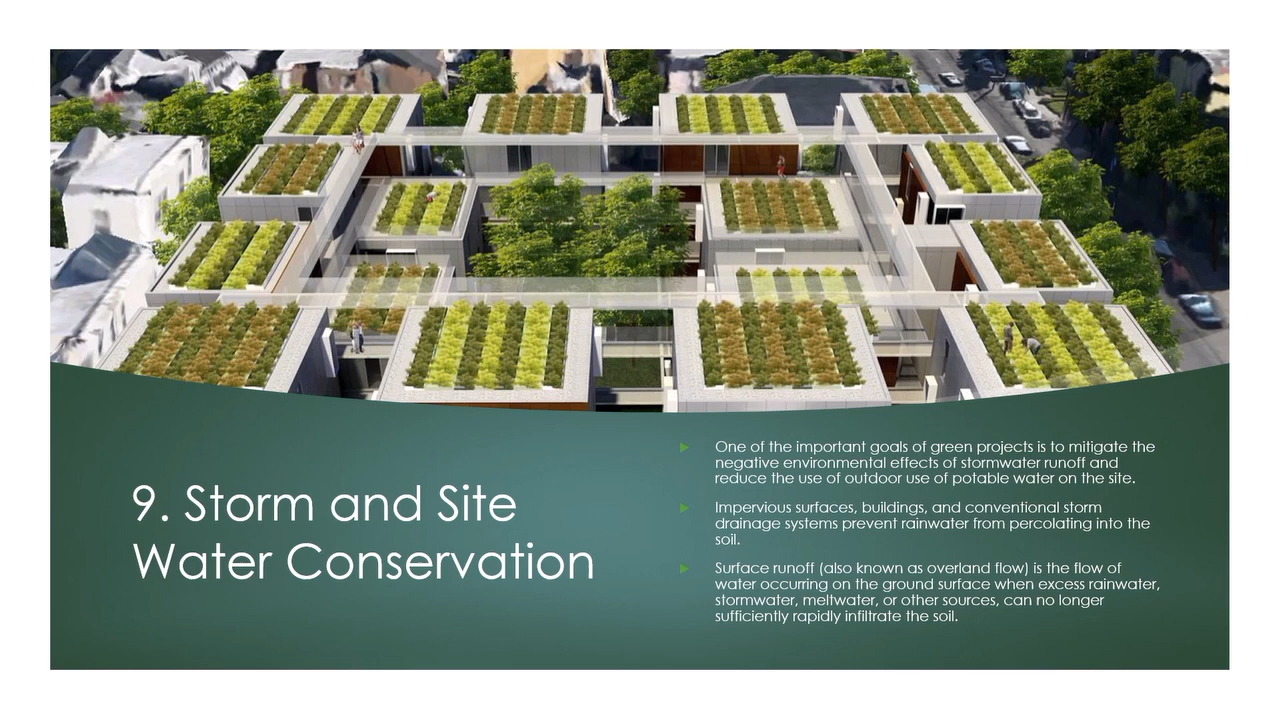 9. Storm and Site
Water Conservation
One of the important goals of green projects is to mitigate the
negative environmental effects of stormwater runoff and
reduce the use of outdoor use of potable water on the site.
Impervious surfaces, buildings, and conventional storm
drainage systems prevent rainwater from percolating into the
soil.
Surface runoff (also known as overland flow) is the flow of
water occurring on the ground surface when excess rainwater,
stormwater, meltwater, or other sources, can no longer
sufficiently rapidly infiltrate the soil.